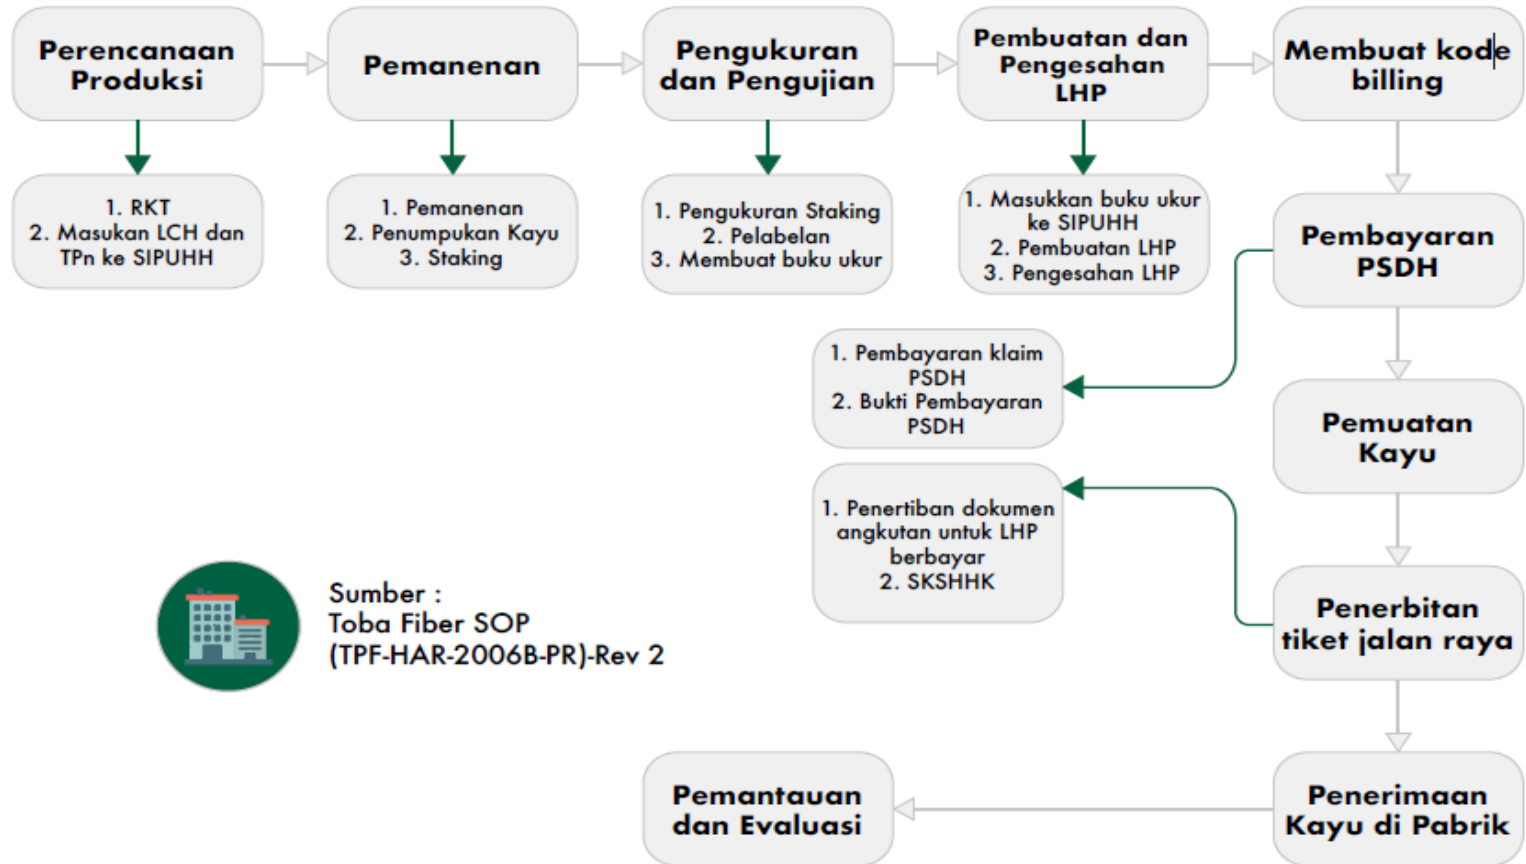 Perencanaan
Produksi
Pemanenan
Pengukuran
dan Pengujian
Pembuatan dan
Pengesahan
LHP
Membuat kode
billing
1. RKT
2. Masukan LCH dan
TPn ke SIPUHH
1. Pemanenan
2. Penumpukan Kayu
3. Staking
1. Pengukuran Staking
2. Pelabelan
3. Membuat buku ukur
1. Masukkan buku ukur
ke SIPUHH
2. Pembuatan LHP
3. Pengesahan LHP
Pembayaran
PSDH
1. Pembayaran klaim
PSDH
2. Bukti Pembayaran
PSDH
Pemuatan
Kayu
1. Penertiban dokumen
angkutan untuk LHP
berbayar
2. SKSHHK
Penerbitan
tiket jalan raya
Sumber :
Toba Fiber SOP
(TPF-HAR-2006B-PR)-Rev 2
Penerimaan
Kayu di Pabrik
Pemantauan
dan Evaluasi